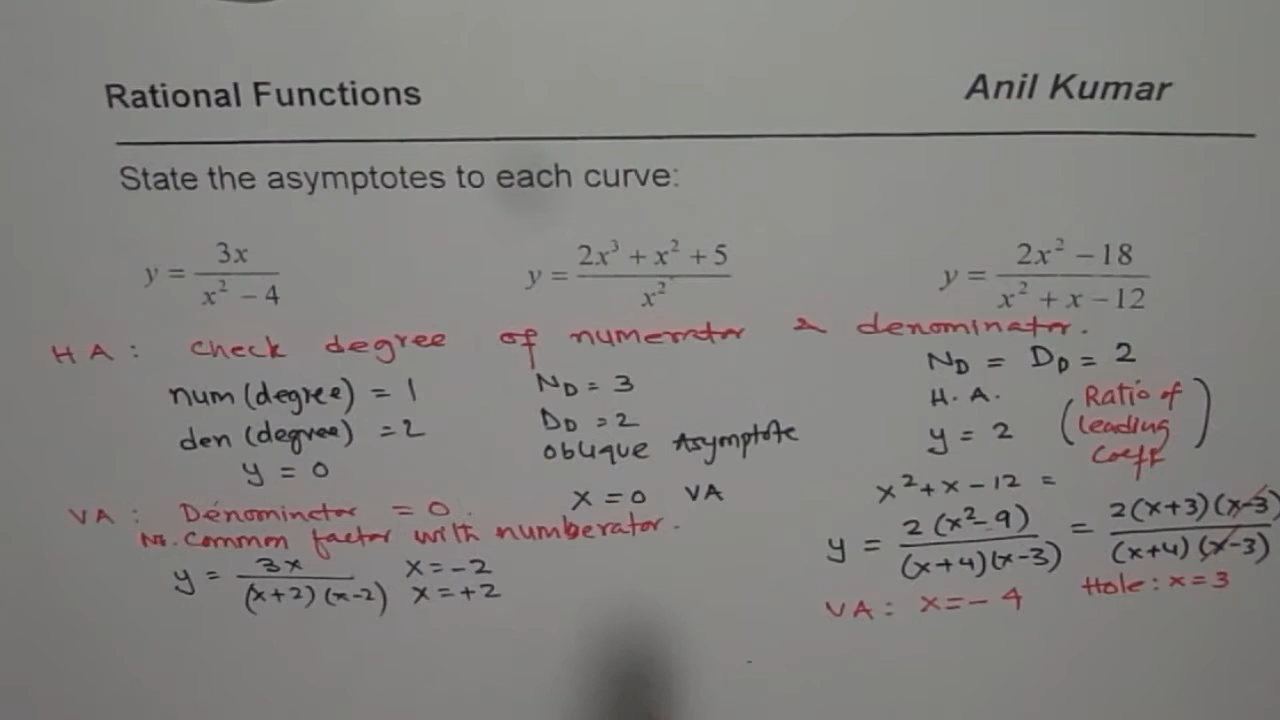 Rational Functions
Anil Kumar
State the asymptotes to each curve:
y = 3x / (x² − 4)
y = (2x³ + x² + 5) / x²
y = (2x² − 18) / (x² + x − 12)
HA: check degree of numerator & denominator.
num (degree) = 1
den (degree) = 2
y = 0
N_D = 3
D_D = 2
oblique Asymptote
x = 0 VA
N_D = D_D = 2
H. A.
y = 2 (Ratio of leading Coeff)
x² + x − 12 =
y = 2(x² − 9) / (x+4)(x−3) = 2(x+3)(x−3) / (x+4)(x−3)
VA: x = − 4
Hole: x = 3
VA: Denominator = 0.
Common factor with numberator.
y = 3x / (x+2)(x−2)
x = −2
x = +2